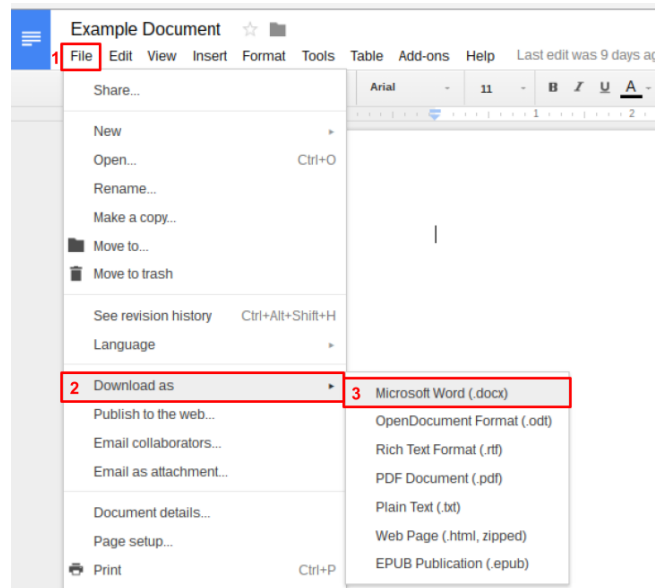 Example Document
1 File Edit View Insert Format Tools Table Add-ons Help Last edit was 9 days ag
Share...
Arial 11 B I U A
1 2
New
Open... Ctrl+O
Rename...
Make a copy...
Move to...
Move to trash
See revision history Ctrl+Alt+Shift+H
Language
2 Download as
Publish to the web...
Email collaborators...
Email as attachment...
Document details...
Page setup...
Print Ctrl+P
3 Microsoft Word (.docx)
OpenDocument Format (.odt)
Rich Text Format (.rtf)
PDF Document (.pdf)
Plain Text (.txt)
Web Page (.html, zipped)
EPUB Publication (.epub)